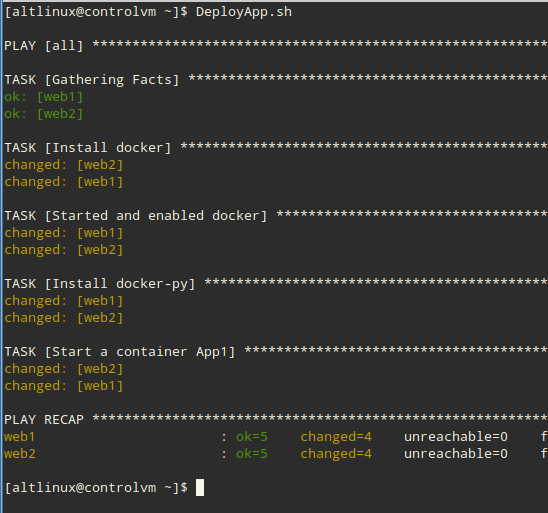 [altlinux@controlvm ~]$ DeployApp.sh
PLAY [all] *********************************************************
TASK [Gathering Facts] *********************************************
ok: [web1]
ok: [web2]
TASK [Install docker] **********************************************
changed: [web2]
changed: [web1]
TASK [Started and enabled docker] **********************************
changed: [web1]
changed: [web2]
TASK [Install docker-py] *******************************************
changed: [web1]
changed: [web2]
TASK [Start a container App1] **************************************
changed: [web2]
changed: [web1]
PLAY RECAP *********************************************************
web1                       : ok=5    changed=4    unreachable=0    f
web2                       : ok=5    changed=4    unreachable=0    f
[altlinux@controlvm ~]$